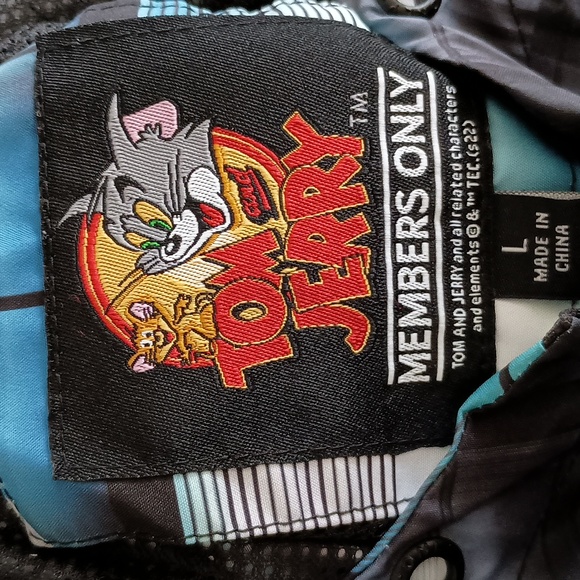 TOM
AND
JERRY
TM
MEMBERS ONLY
TOM AND JERRY and all related characters
and elements © & ™ TEC.(s22)
L
MADE IN
CHINA